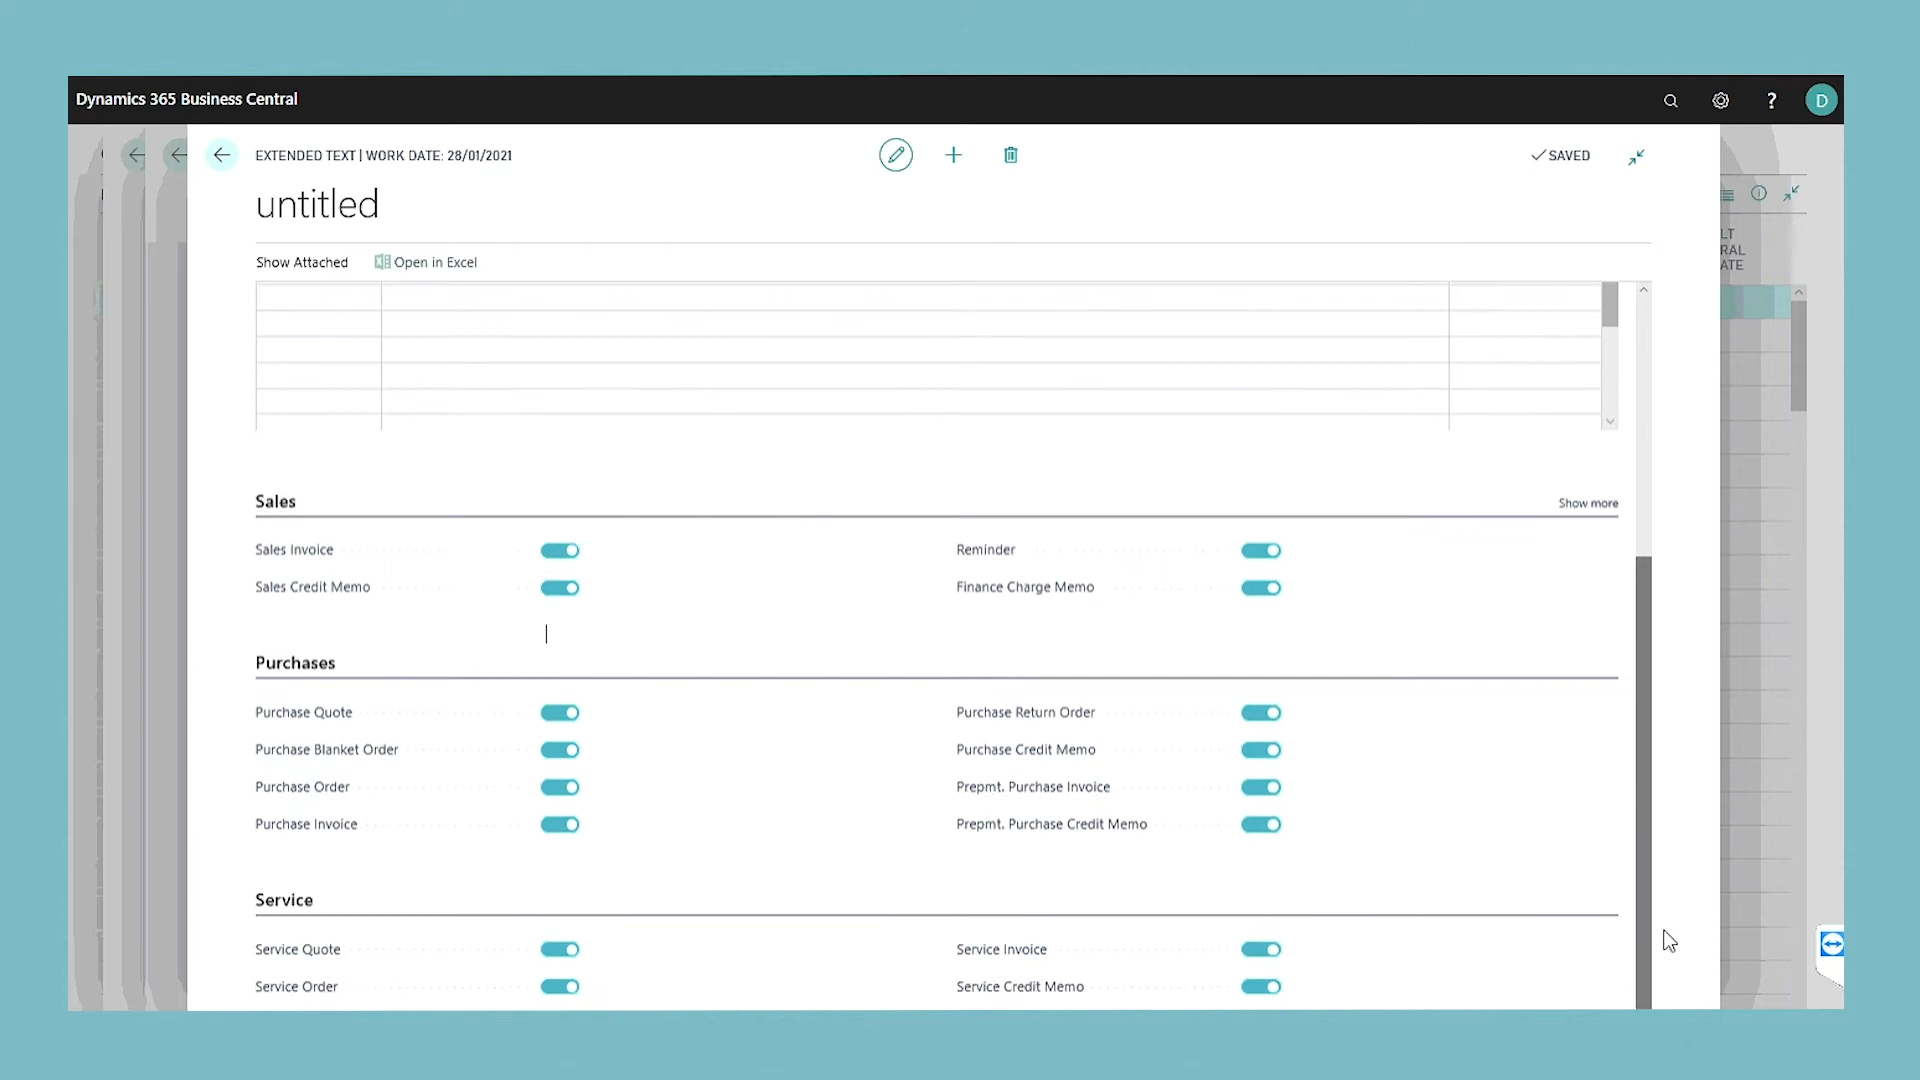 Dynamics 365 Business Central
?
D
EXTENDED TEXT | WORK DATE: 28/01/2021
SAVED
untitled
Show Attached
Open in Excel
LT
RAL
ATE
Sales
Show more
Sales Invoice
Reminder
Sales Credit Memo
Finance Charge Memo
Purchases
Purchase Quote
Purchase Return Order
Purchase Blanket Order
Purchase Credit Memo
Purchase Order
Prepmt. Purchase Invoice
Purchase Invoice
Prepmt. Purchase Credit Memo
Service
Service Quote
Service Invoice
Service Order
Service Credit Memo